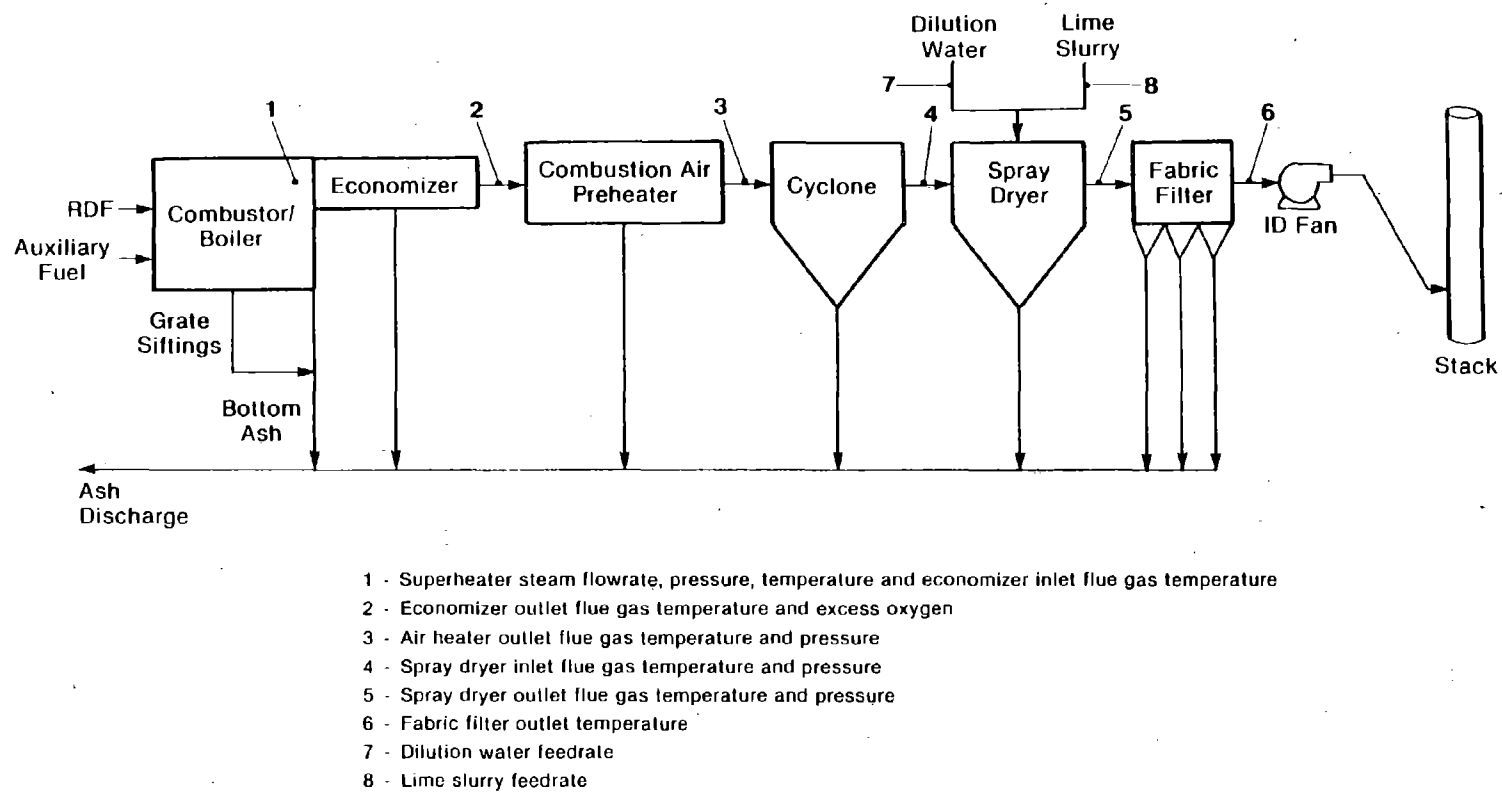 Dilution
Water
Lime
Slurry
7
8
1
2
3
4
5
6
Economizer
Combustion Air
Preheater
Cyclone
Spray
Dryer
Fabric
Filter
ID Fan
RDF
Combustor/
Boiler
Auxiliary
Fuel
Grate
Siftings
Stack
Bottom
Ash
Ash
Discharge
1 - Superheater steam flowrate, pressure, temperature and economizer inlet flue gas temperature
2 - Economizer outlet flue gas temperature and excess oxygen
3 - Air heater outlet flue gas temperature and pressure
4 - Spray dryer inlet flue gas temperature and pressure
5 - Spray dryer outlet flue gas temperature and pressure
6 - Fabric filter outlet temperature
7 - Dilution water feedrate
8 - Lime slurry feedrate